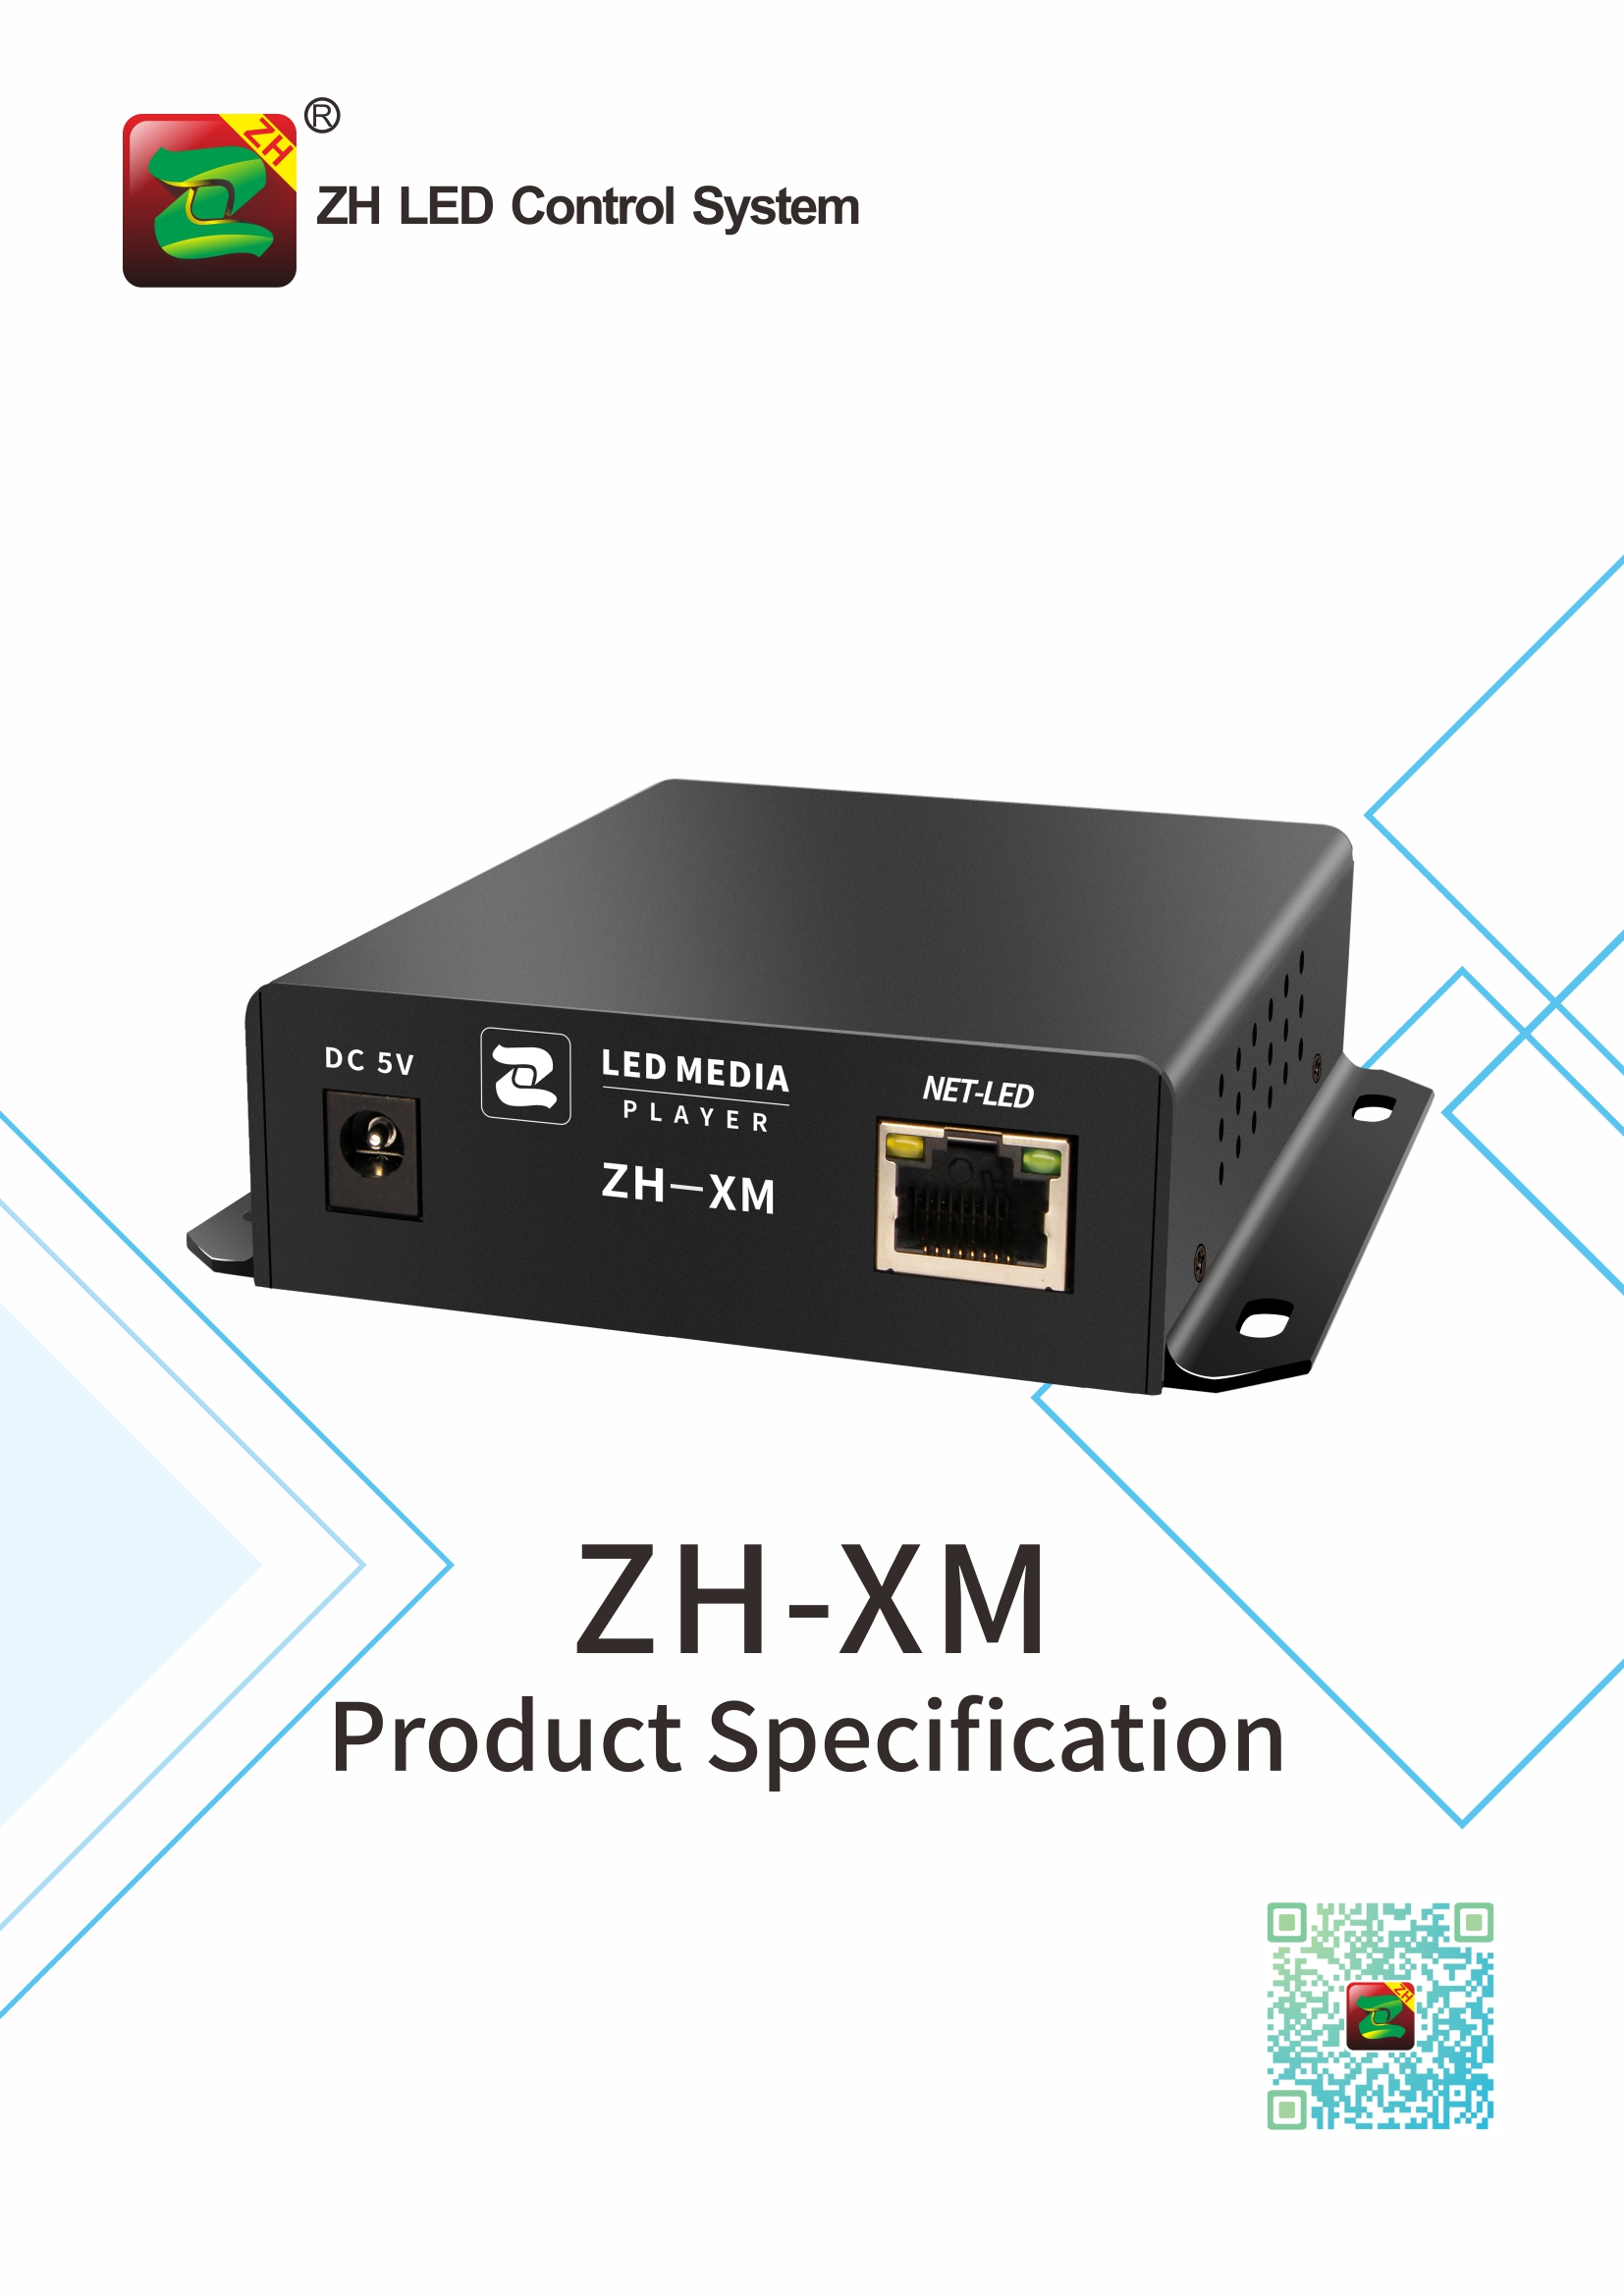 ZH
®
ZH LED Control System
DC 5V
LED MEDIA
PLAYER
ZH—XM
NET-LED
ZH-XM
Product Specification
ZH